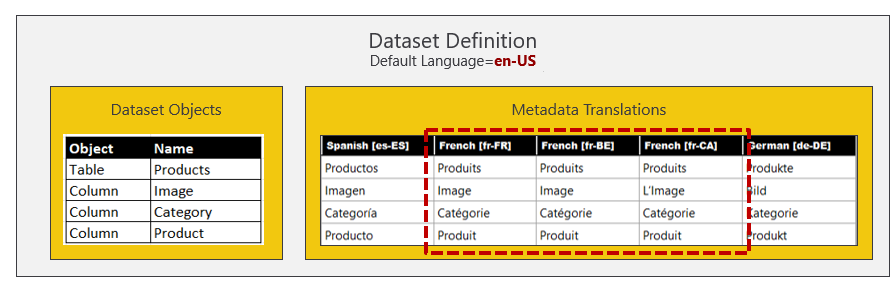 Dataset Definition
Default Language=en-US
Dataset Objects
Object Name
Table Products
Column Image
Column Category
Column Product
Metadata Translations
Spanish [es-ES] French [fr-FR] French [fr-BE] French [fr-CA] German [de-DE]
Productos Produits Produits Produits Produkte
Imagen Image Image L'Image Bild
Categoría Catégorie Catégorie Catégorie Kategorie
Producto Produit Produit Produit Produkt